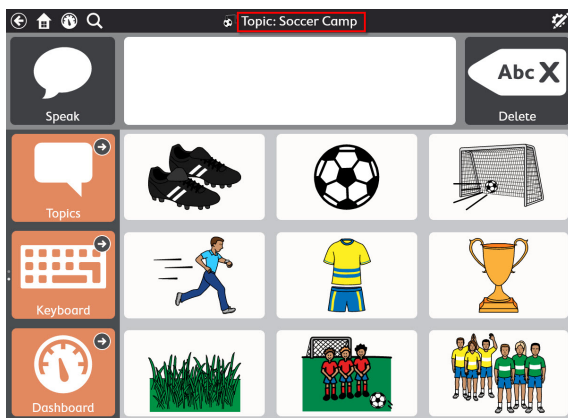 Topic: Soccer Camp
Speak
Abc X
Delete
Topics
Keyboard
Dashboard